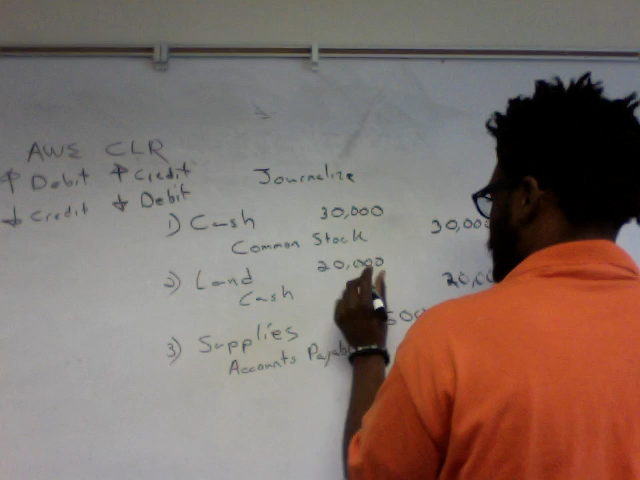 AWE CLR
↑ Debit ↑ Credit
↓ Credit ↓ Debit
Journalize
1) Cash 30,000
Common Stock 30,000
2) Land 20,000
Cash
3) Supplies
Accounts